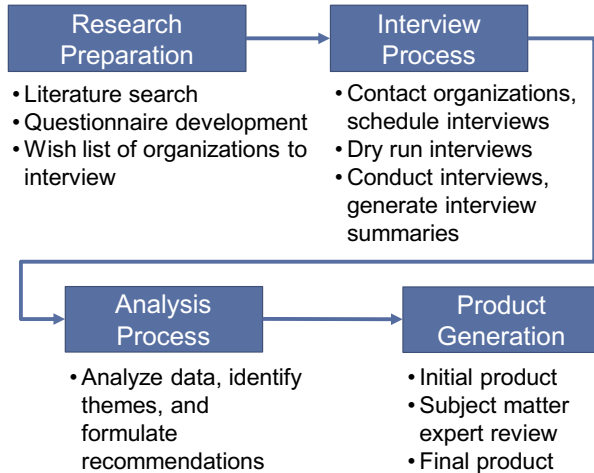 Research
Preparation
• Literature search
• Questionnaire development
• Wish list of organizations to
interview
Interview
Process
• Contact organizations,
schedule interviews
• Dry run interviews
• Conduct interviews,
generate interview
summaries
Analysis
Process
• Analyze data, identify
themes, and
formulate
recommendations
Product
Generation
• Initial product
• Subject matter
expert review
• Final product